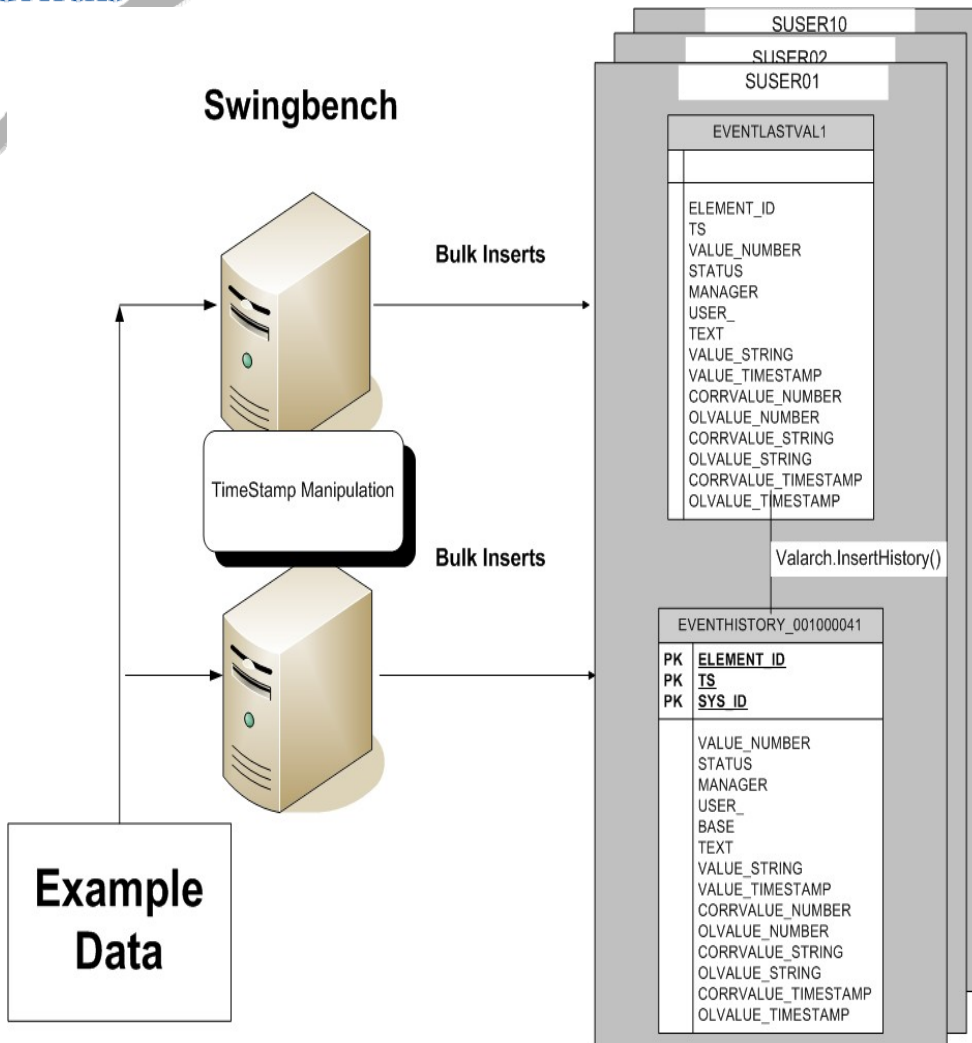 SUSER10
SUSER02
SUSER01
Swingbench
EVENTLASTVAL1
ELEMENT_ID
TS
VALUE_NUMBER
STATUS
MANAGER
USER_
TEXT
VALUE_STRING
VALUE_TIMESTAMP
CORRVALUE_NUMBER
OLVALUE_NUMBER
CORRVALUE_STRING
OLVALUE_STRING
CORRVALUE_TIMESTAMP
OLVALUE_TIMESTAMP
Bulk Inserts
TimeStamp Manipulation
Bulk Inserts
Valarch.InsertHistory()
EVENTHISTORY_001000041
PK ELEMENT_ID
PK TS
PK SYS_ID
VALUE_NUMBER
STATUS
MANAGER
USER_
BASE
TEXT
VALUE_STRING
VALUE_TIMESTAMP
CORRVALUE_NUMBER
OLVALUE_NUMBER
CORRVALUE_STRING
OLVALUE_STRING
CORRVALUE_TIMESTAMP
OLVALUE_TIMESTAMP
Example
Data